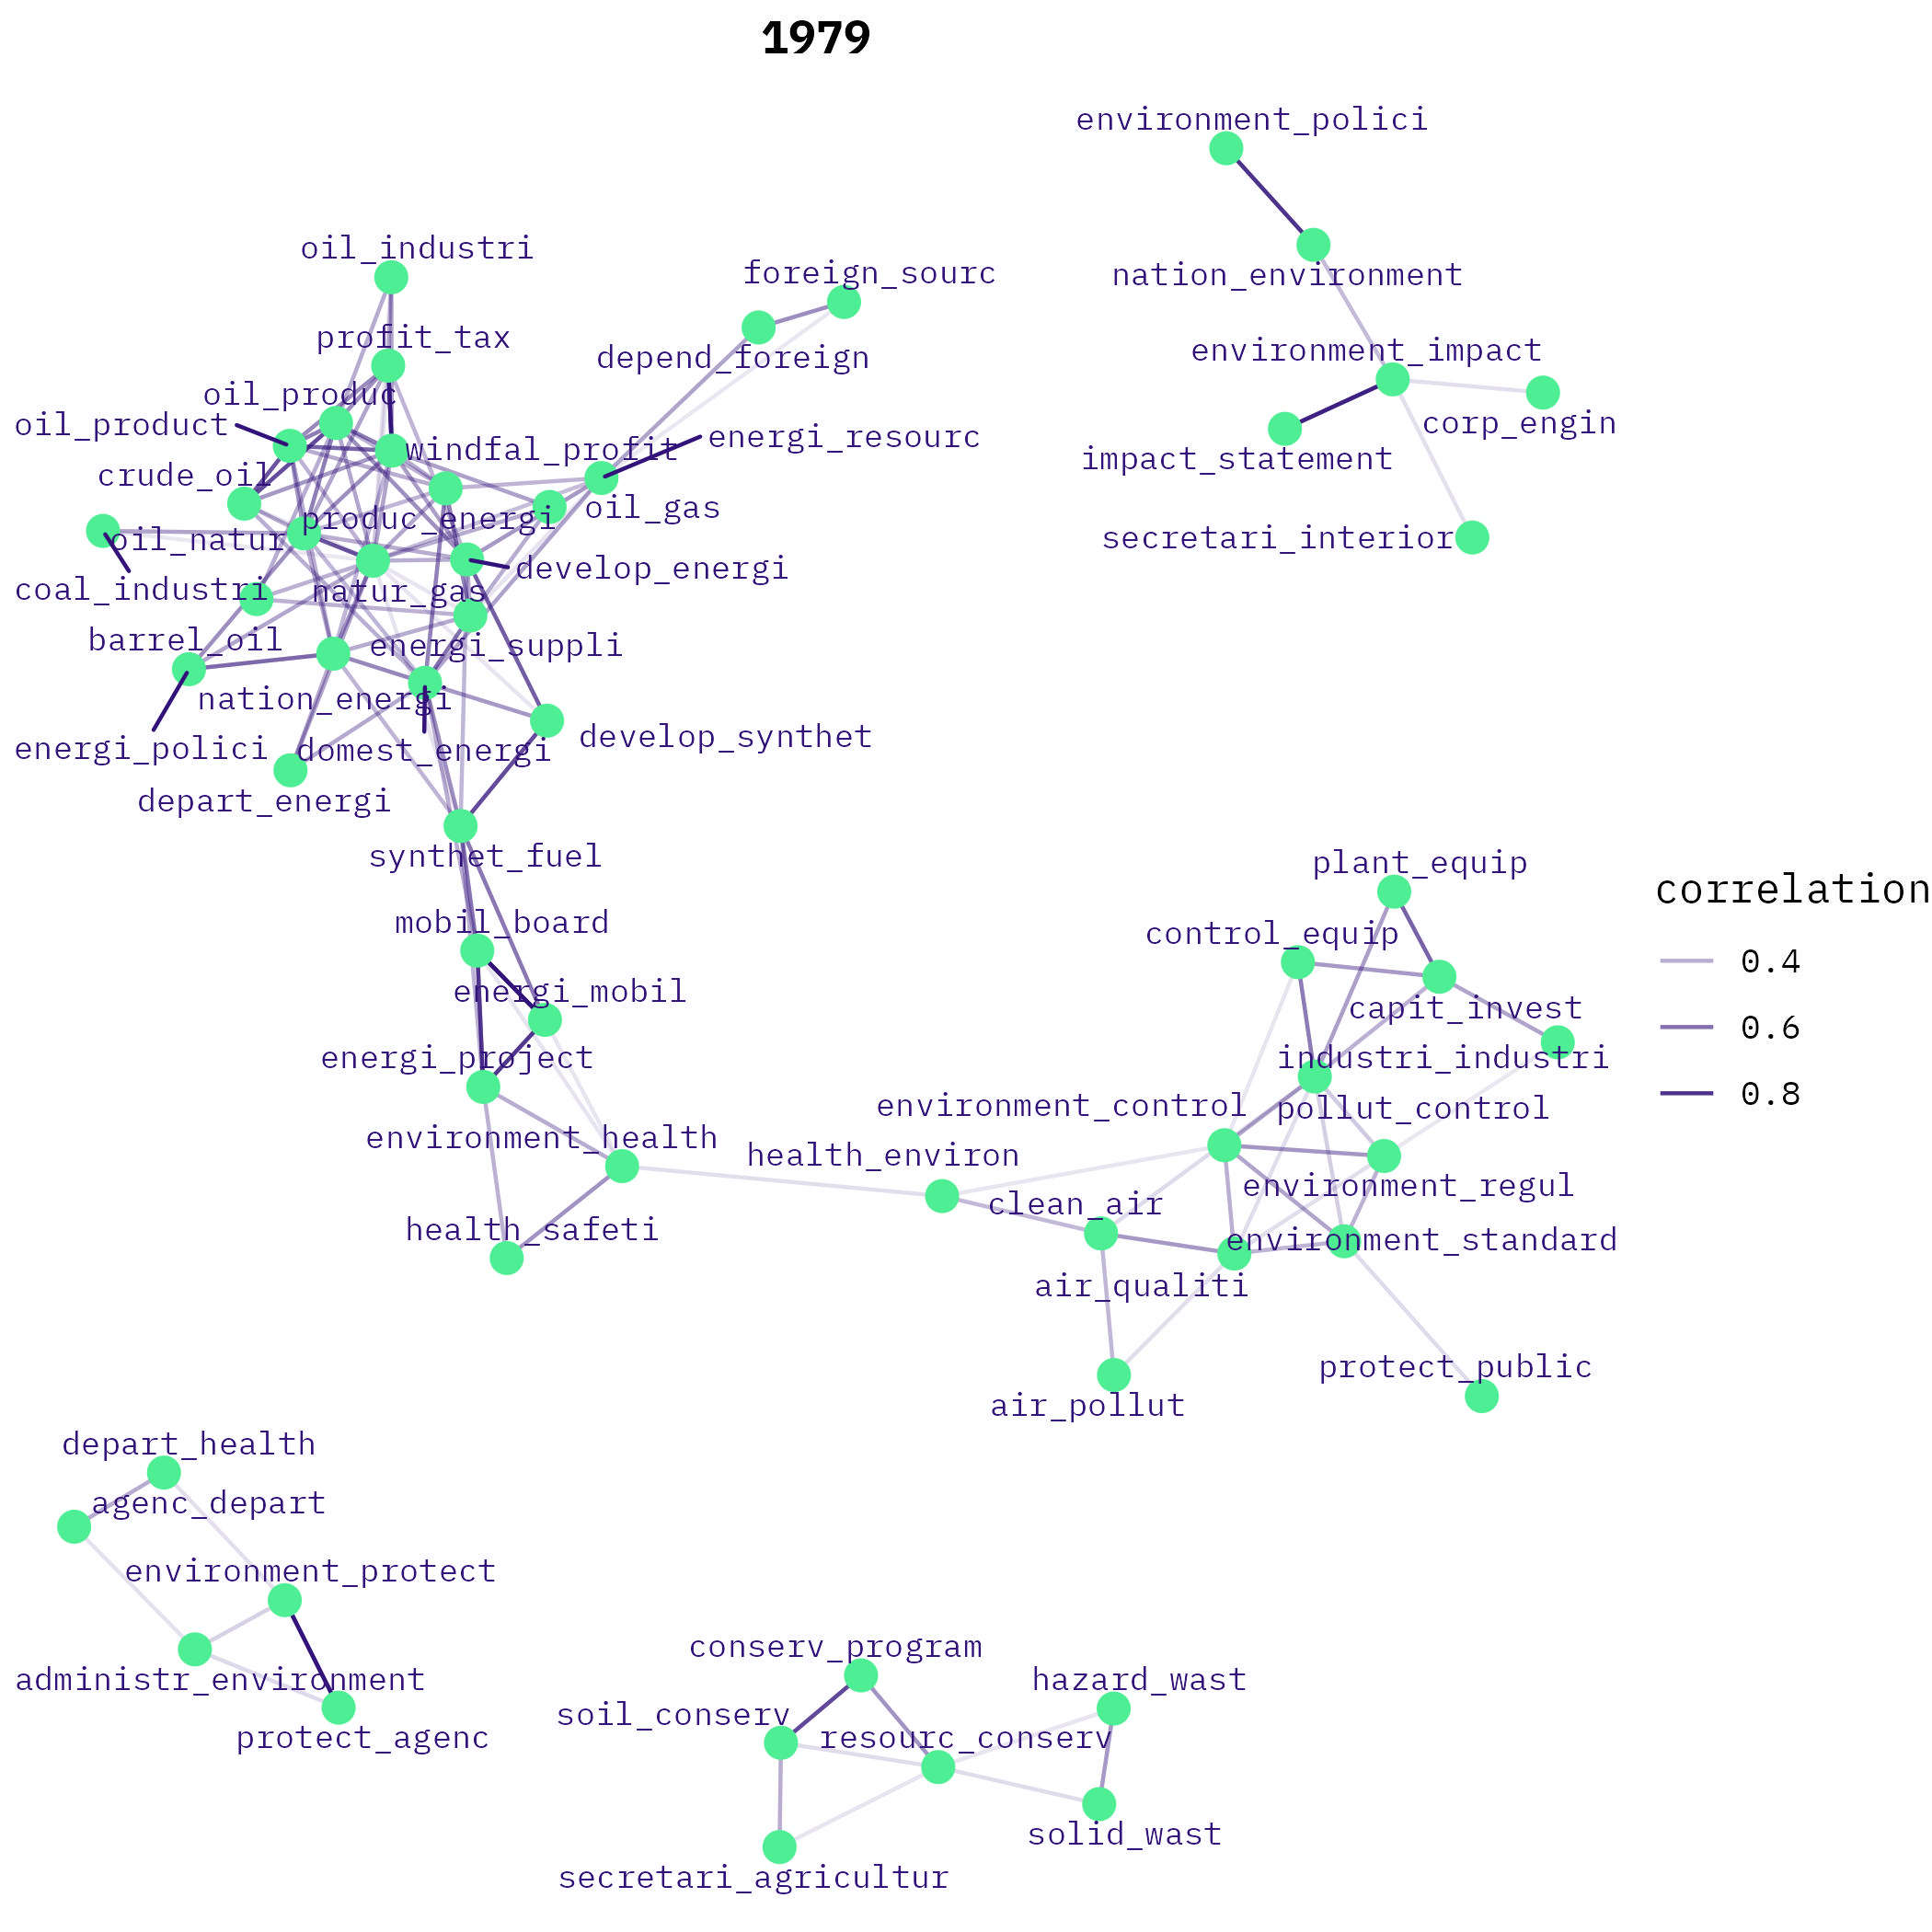 1979
environment_polici
oil_industri
foreign_sourc
nation_environment
profit_tax
environment_impact
depend_foreign
oil_produc
oil_product
corp_engin
energi_resourc
windfal_profit
impact_statement
crude_oil
oil_gas
produc_energi
secretari_interior
oil_natur
develop_energi
coal_industri
natur_gas
barrel_oil
energi_suppli
nation_energi
develop_synthet
energi_polici
domest_energi
depart_energi
synthet_fuel
plant_equip
correlation
mobil_board
control_equip
0.4
energi_mobil
capit_invest
0.6
energi_project
industri_industri
0.8
environment_control
pollut_control
environment_health
health_environ
environment_regul
clean_air
health_safeti
environment_standard
air_qualiti
protect_public
air_pollut
depart_health
agenc_depart
environment_protect
conserv_program
administr_environment
hazard_wast
soil_conserv
protect_agenc
resourc_conserv
solid_wast
secretari_agricultur